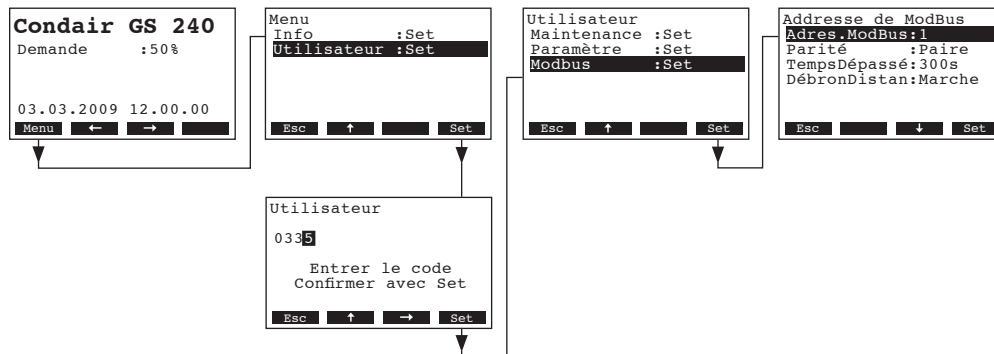 Condair GS 240
Demande :50%
03.03.2009 12.00.00
Menu ← →
Menu
Info :Set
Utilisateur :Set
Esc ↑ Set
Utilisateur
0335
Entrer le code
Confirmer avec Set
Esc ↑ → Set
Utilisateur
Maintenance :Set
Paramètre :Set
Modbus :Set
Esc ↑ Set
Addresse de ModBus
Adres.ModBus:1
Parité :Paire
TempsDépassé:300s
DébronDistan:Marche
Esc ↓ Set